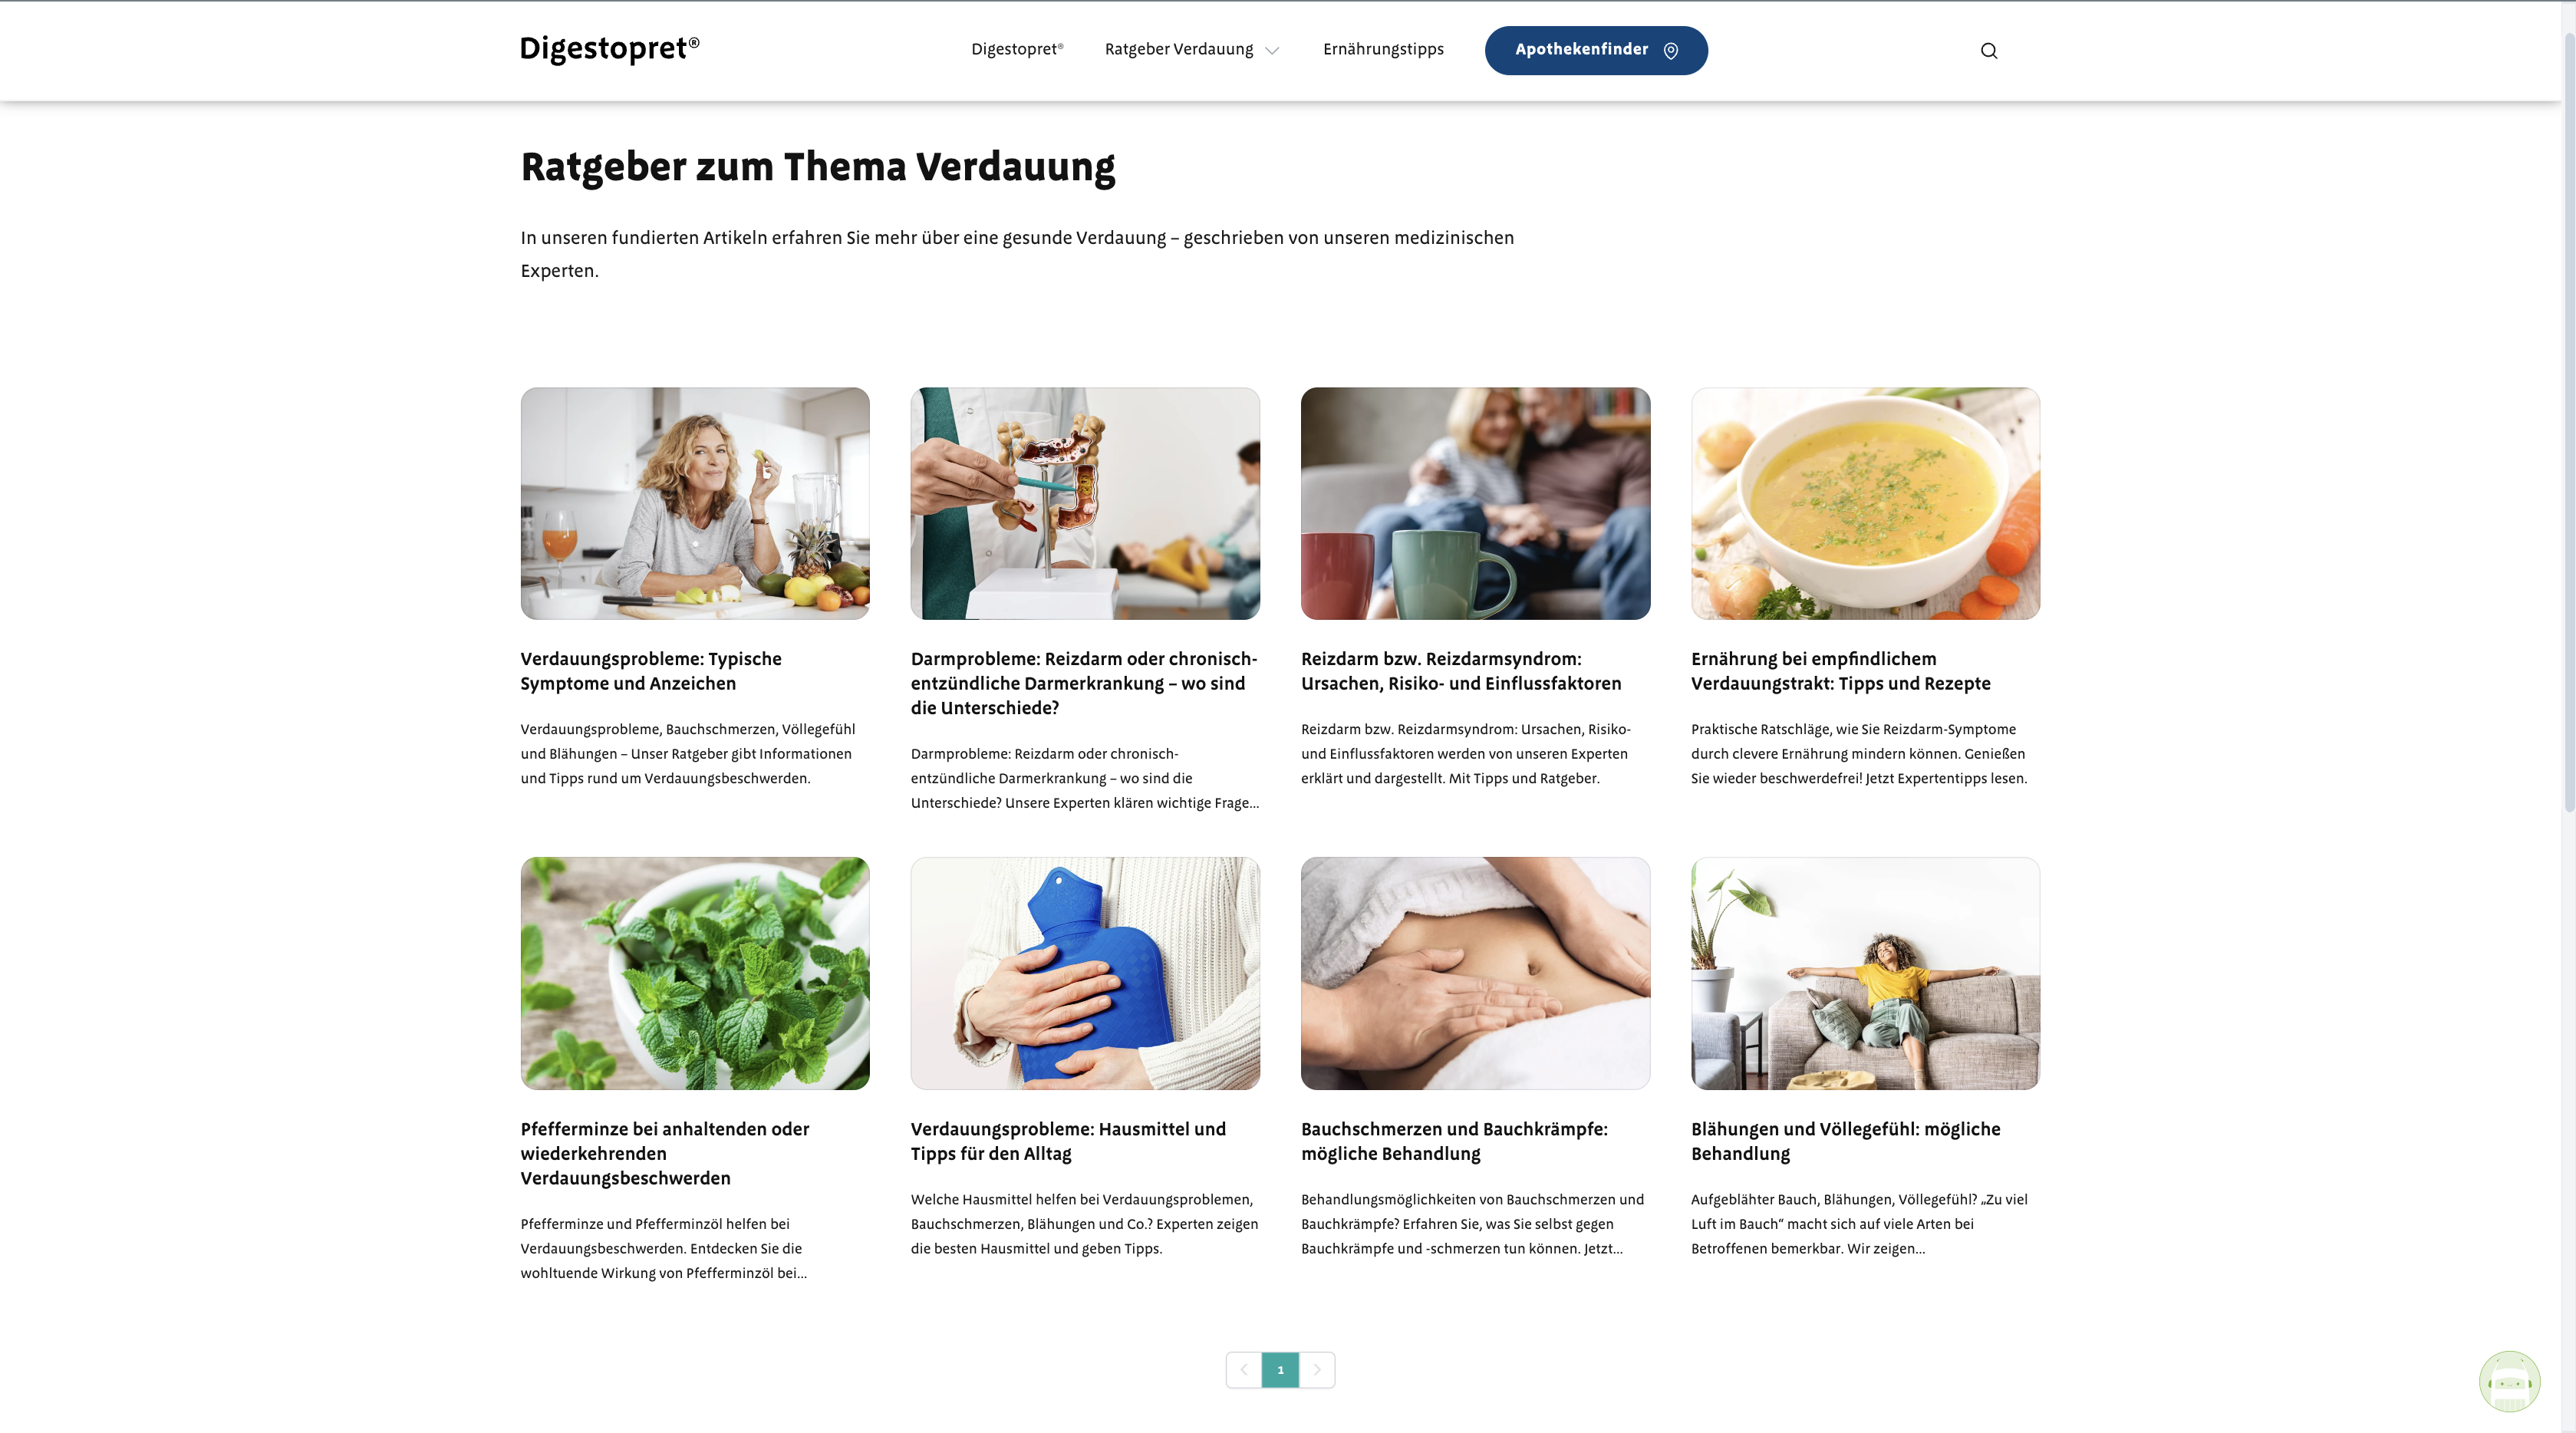 Digestopret®
Digestopret®
Ratgeber Verdauung
Ernährungstipps
Apothekenfinder
Ratgeber zum Thema Verdauung
In unseren fundierten Artikeln erfahren Sie mehr über eine gesunde Verdauung – geschrieben von unseren medizinischen
Experten.
Verdauungsprobleme: Typische
Symptome und Anzeichen
Verdauungsprobleme, Bauchschmerzen, Völlegefühl
und Blähungen – Unser Ratgeber gibt Informationen
und Tipps rund um Verdauungsbeschwerden.
Darmprobleme: Reizdarm oder chronisch-
entzündliche Darmerkrankung – wo sind
die Unterschiede?
Darmprobleme: Reizdarm oder chronisch-
entzündliche Darmerkrankung – wo sind die
Unterschiede? Unsere Experten klären wichtige Frage...
Reizdarm bzw. Reizdarmsyndrom:
Ursachen, Risiko- und Einflussfaktoren
Reizdarm bzw. Reizdarmsyndrom: Ursachen, Risiko-
und Einflussfaktoren werden von unseren Experten
erklärt und dargestellt. Mit Tipps und Ratgeber.
Ernährung bei empfindlichem
Verdauungstrakt: Tipps und Rezepte
Praktische Ratschläge, wie Sie Reizdarm-Symptome
durch clevere Ernährung mindern können. Genießen
Sie wieder beschwerdefrei! Jetzt Expertentipps lesen.
Pfefferminze bei anhaltenden oder
wiederkehrenden
Verdauungsbeschwerden
Pfefferminze und Pfefferminzöl helfen bei
Verdauungsbeschwerden. Entdecken Sie die
wohltuende Wirkung von Pfefferminzöl bei...
Verdauungsprobleme: Hausmittel und
Tipps für den Alltag
Welche Hausmittel helfen bei Verdauungsproblemen,
Bauchschmerzen, Blähungen und Co.? Experten zeigen
die besten Hausmittel und geben Tipps.
Bauchschmerzen und Bauchkrämpfe:
mögliche Behandlung
Behandlungsmöglichkeiten von Bauchschmerzen und
Bauchkrämpfe? Erfahren Sie, was Sie selbst gegen
Bauchkrämpfe und -schmerzen tun können. Jetzt...
Blähungen und Völlegefühl: mögliche
Behandlung
Aufgeblähter Bauch, Blähungen, Völlegefühl? „Zu viel
Luft im Bauch“ macht sich auf viele Arten bei
Betroffenen bemerkbar. Wir zeigen...
1